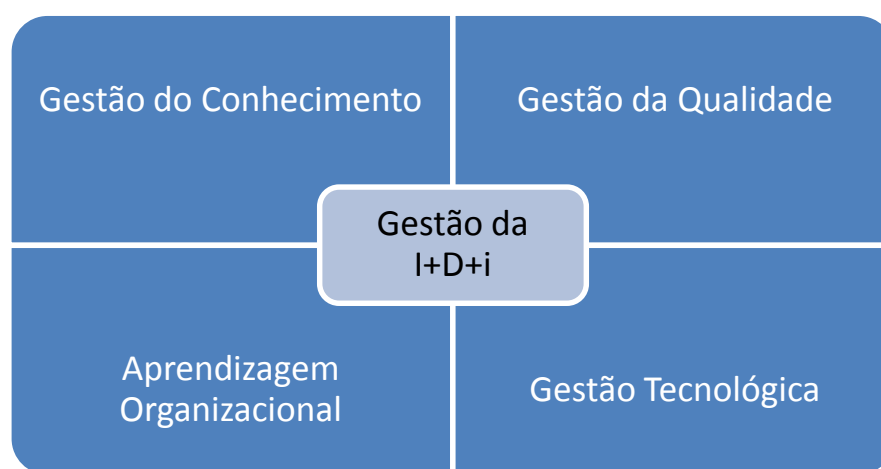 Gestão do Conhecimento
Gestão da Qualidade
Gestão da
I+D+i
Aprendizagem
Organizacional
Gestão Tecnológica